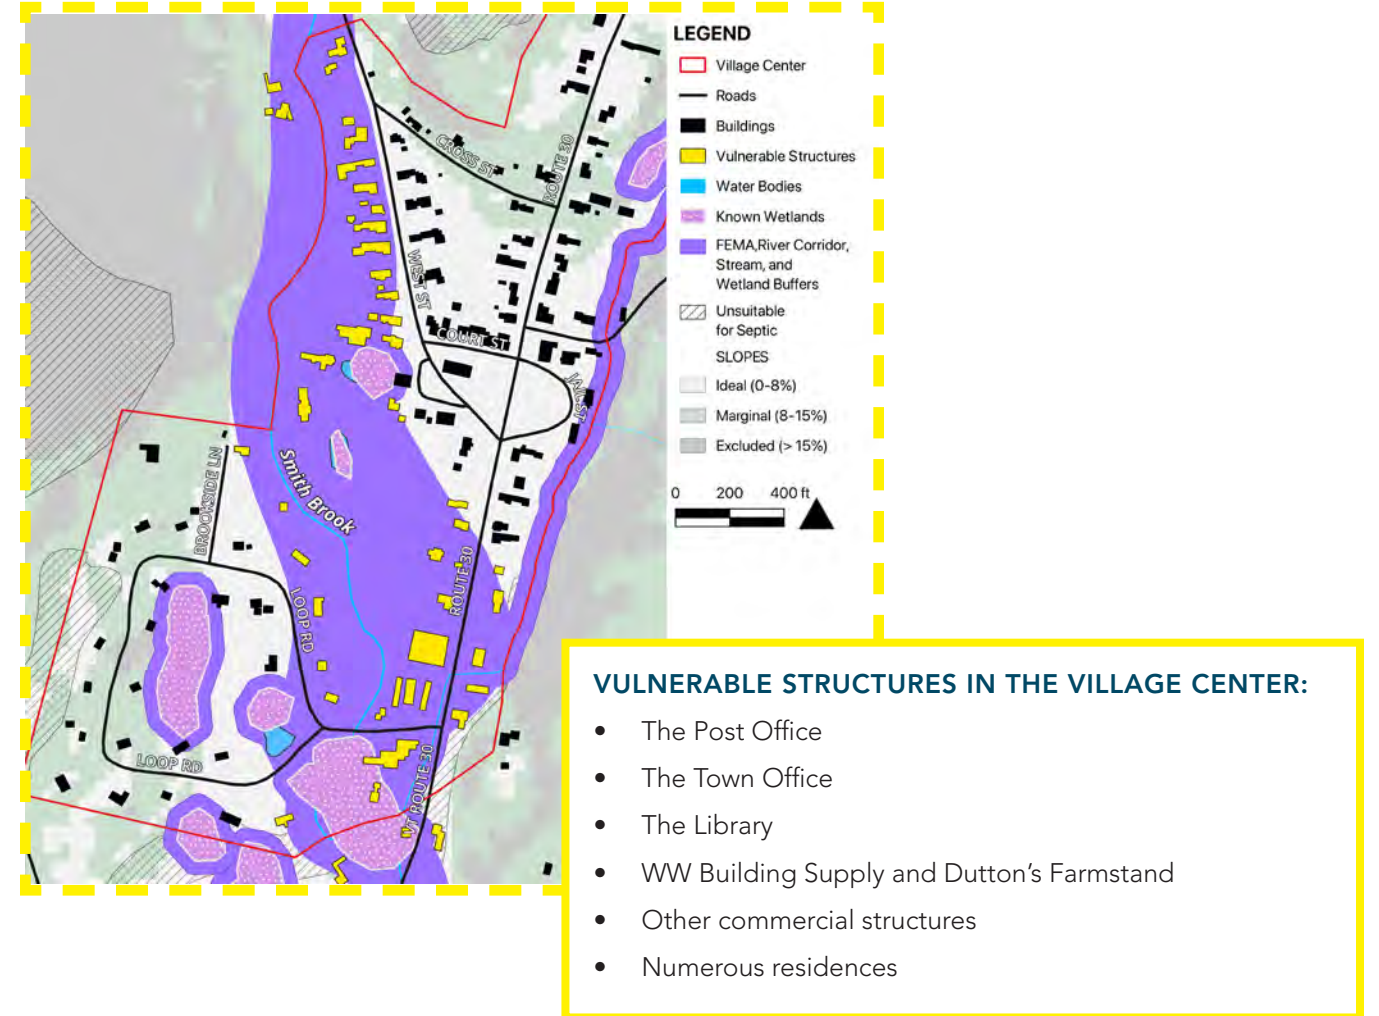 LEGEND
Village Center
Roads
Buildings
Vulnerable Structures
Water Bodies
Known Wetlands
FEMA,River Corridor,
Stream, and
Wetland Buffers
Unsuitable
for Septic
SLOPES
Ideal (0-8%)
Marginal (8-15%)
Excluded (> 15%)
0 200 400 ft
CROSS ST
ROUTE 30
WEST ST
COURT ST
JAIL ST
BROOKSIDE LN
Smith Brook
ROUTE 30
LOOP RD
LOOP RD
VT ROUTE 30
VULNERABLE STRUCTURES IN THE VILLAGE CENTER:
• The Post Office
• The Town Office
• The Library
• WW Building Supply and Dutton’s Farmstand
• Other commercial structures
• Numerous residences